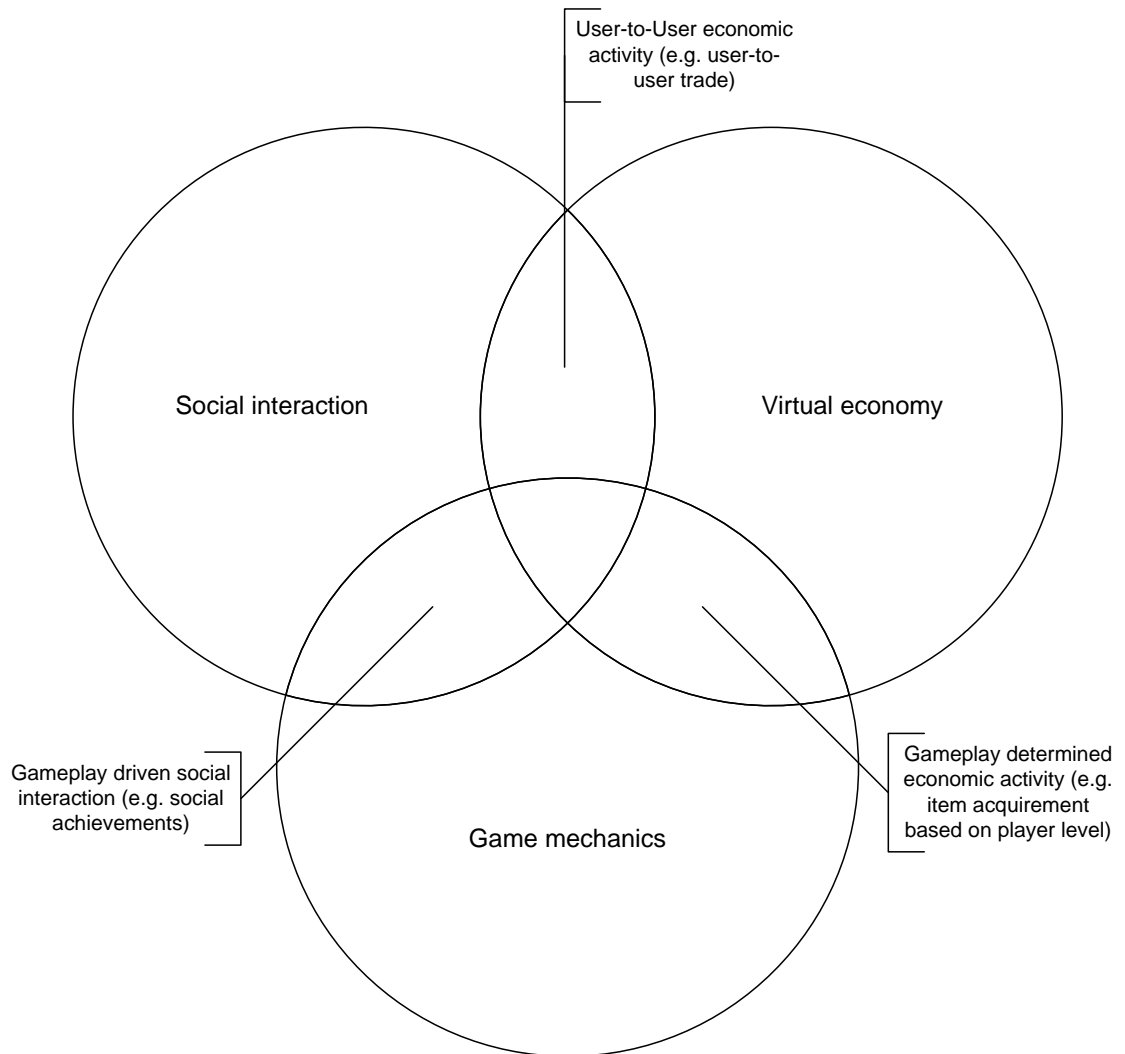 User-to-User economic
activity (e.g. user-to-
user trade)
Social interaction
Virtual economy
Gameplay driven social
interaction (e.g. social
achievements)
Gameplay determined
economic activity (e.g.
item acquirement
based on player level)
Game mechanics